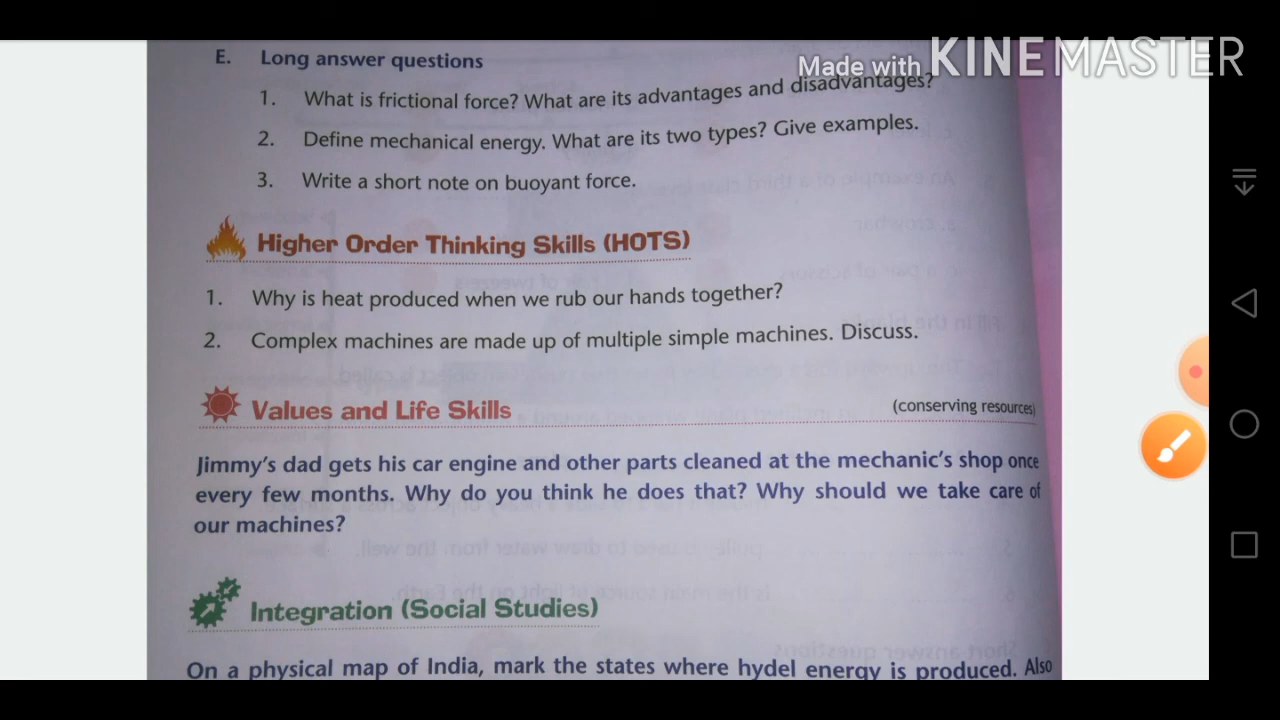 Made with KINEMASTER
E. Long answer questions
1. What is frictional force? What are its advantages and disadvantages?
2. Define mechanical energy. What are its two types? Give examples.
3. Write a short note on buoyant force.
Higher Order Thinking Skills (HOTS)
1. Why is heat produced when we rub our hands together?
2. Complex machines are made up of multiple simple machines. Discuss.
Values and Life Skills (conserving resources)
Jimmy's dad gets his car engine and other parts cleaned at the mechanic's shop once
every few months. Why do you think he does that? Why should we take care of
our machines?
Integration (Social Studies)
On a physical map of India, mark the states where hydel energy is produced. Also